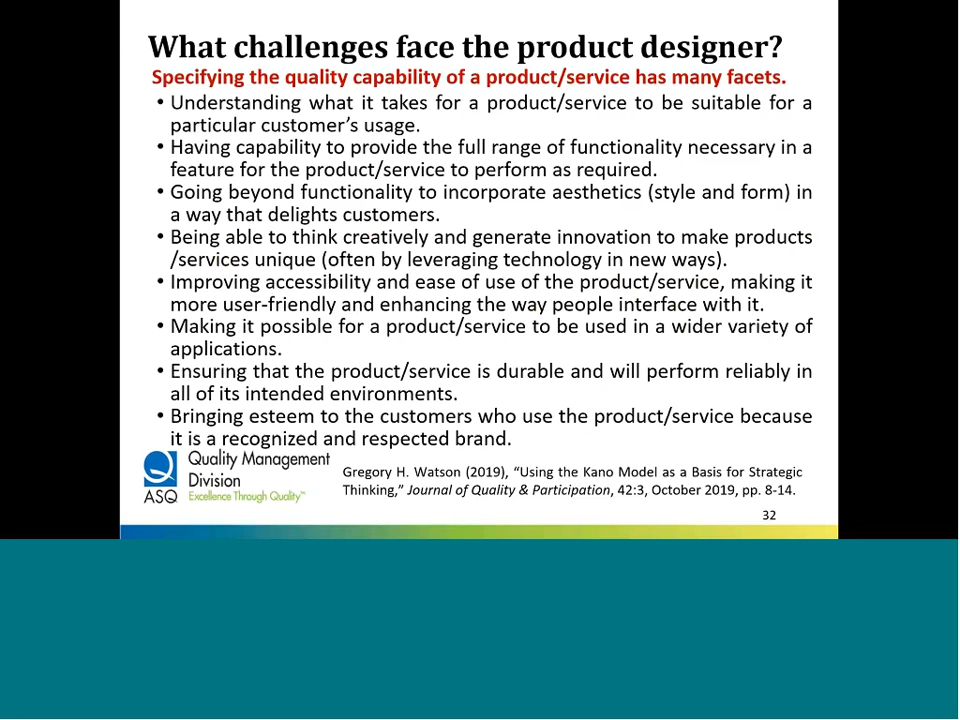 What challenges face the product designer?
Specifying the quality capability of a product/service has many facets.
• Understanding what it takes for a product/service to be suitable for a
particular customer’s usage.
• Having capability to provide the full range of functionality necessary in a
feature for the product/service to perform as required.
• Going beyond functionality to incorporate aesthetics (style and form) in
a way that delights customers.
• Being able to think creatively and generate innovation to make products
/services unique (often by leveraging technology in new ways).
• Improving accessibility and ease of use of the product/service, making it
more user-friendly and enhancing the way people interface with it.
• Making it possible for a product/service to be used in a wider variety of
applications.
• Ensuring that the product/service is durable and will perform reliably in
all of its intended environments.
• Bringing esteem to the customers who use the product/service because
it is a recognized and respected brand.
Quality Management
Division
ASQ Excellence Through Quality™
Gregory H. Watson (2019), “Using the Kano Model as a Basis for Strategic
Thinking,” Journal of Quality & Participation, 42:3, October 2019, pp. 8-14.
32